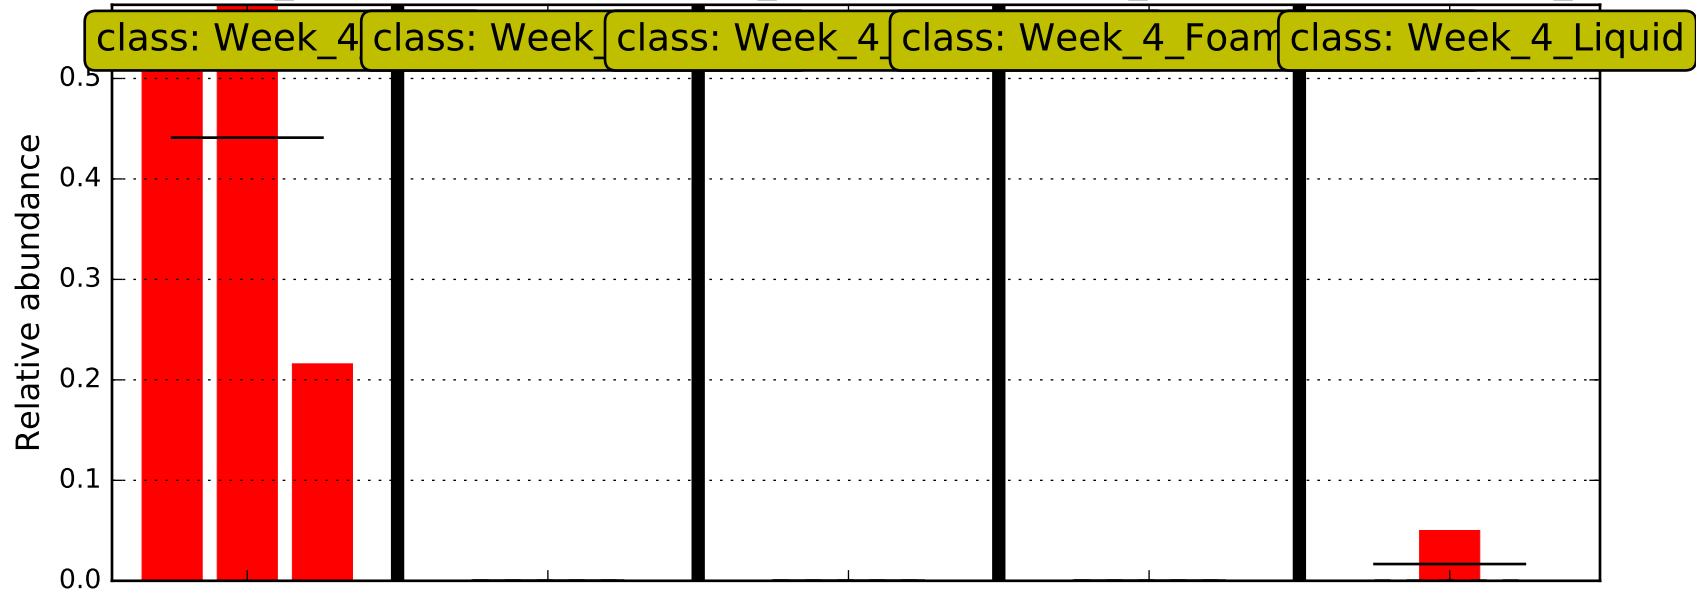 class: Week_4
class: Week_
class: Week_4_
class: Week_4_Foam
class: Week_4_Liquid
Relative abundance
0.5
0.4
0.3
0.2
0.1
0.0